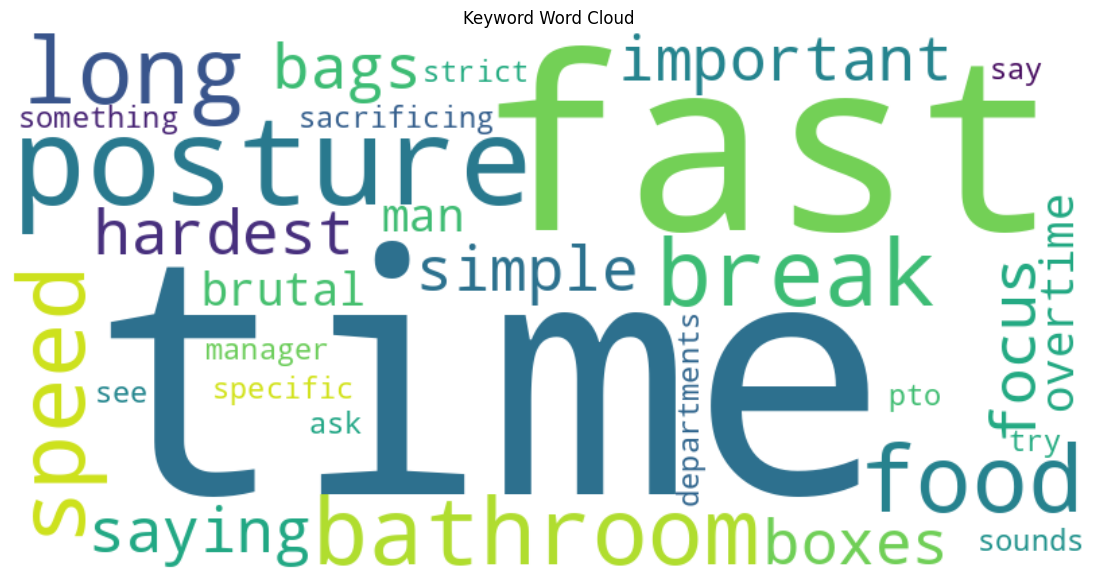 Keyword Word Cloud
long
bags
strict
fast
important
say
something
sacrificing
posture
hardest
man
simple
break
brutal
time
speed
manager
see
specific
ask
departments
pto
focus
overtime
try
food
saying
bathroom
boxes
sounds